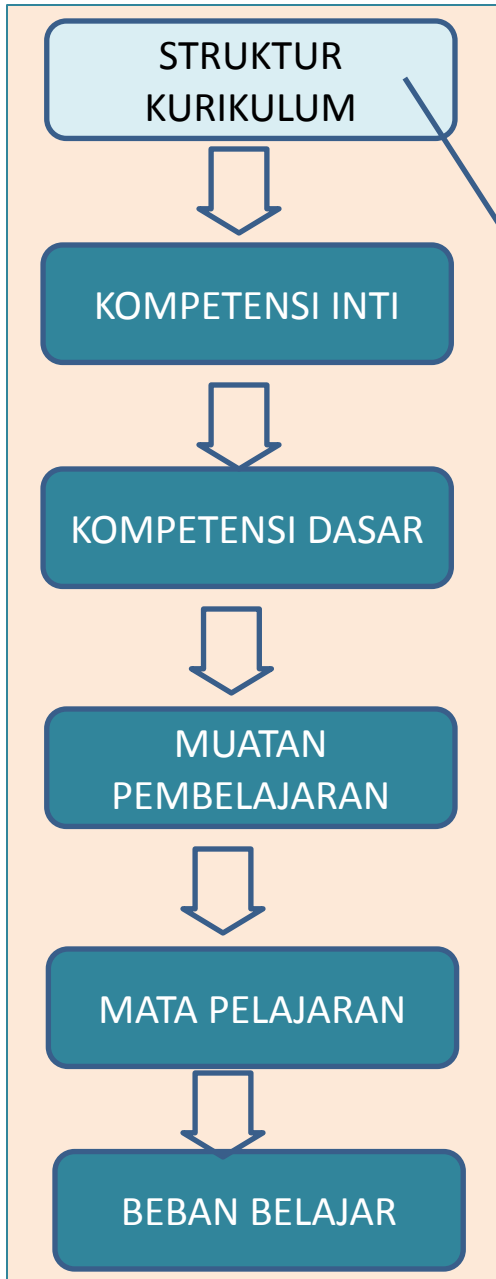 STRUKTUR
KURIKULUM
KOMPETENSI INTI
KOMPETENSI DASAR
MUATAN
PEMBELAJARAN
MATA PELAJARAN
BEBAN BELAJAR